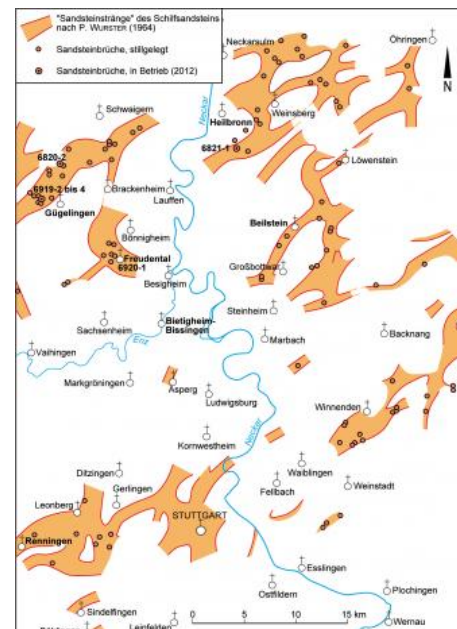 "Sandsteinstränge" des Schilfsandsteins
nach P. WURSTER (1964)
Sandsteinbrüche, stillgelegt
Sandsteinbrüche, in Betrieb (2012)
Neckarsulm
Öhringen
N
Schwaigern
Neckar
Heilbronn
Weinsberg
6821-1
6820-2
Löwenstein
6919-2 bis 4
Brackenheim
Lauffen
Gügelingen
Beilstein
Bönnigheim
Freudental
6920-1
Großbottwar
Besigheim
Steinheim
Sachsenheim
Bietigheim-
Bissingen
Marbach
Backnang
Vaihingen
Enz
Markgröningen
Asperg
Ludwigsburg
Winnenden
Kornwestheim
Neckar
Ditzingen
Waiblingen
Gerlingen
Fellbach
Weinstadt
Leonberg
STUTTGART
Renningen
Esslingen
Ostfildern
Plochingen
Sindelfingen
Leinfelden
0 5 10 15 km
Wernau